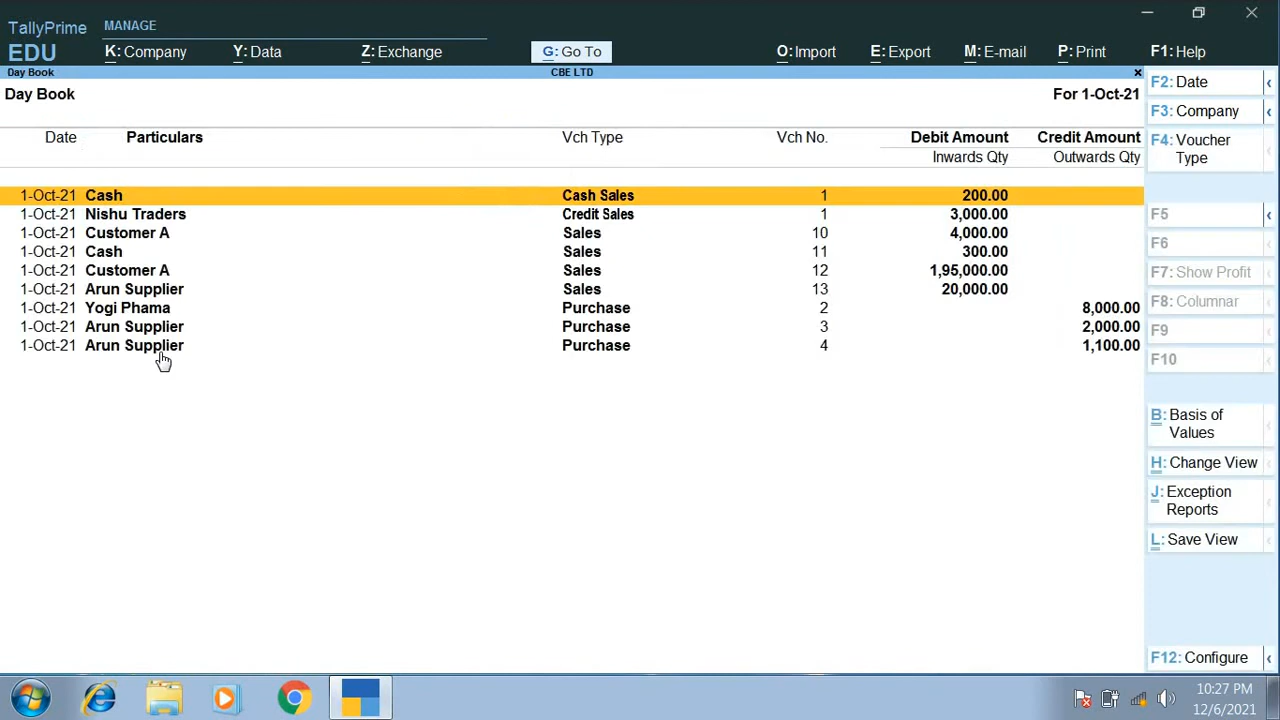 TallyPrime MANAGE
EDU K: Company Y: Data Z: Exchange G: Go To O: Import E: Export M: E-mail P: Print F1: Help
Day Book CBE LTD ×
Day Book For 1-Oct-21
Date Particulars Vch Type Vch No. Debit Amount Credit Amount
Inwards Qty Outwards Qty
1-Oct-21 Cash Cash Sales 1 200.00
1-Oct-21 Nishu Traders Credit Sales 1 3,000.00
1-Oct-21 Customer A Sales 10 4,000.00
1-Oct-21 Cash Sales 11 300.00
1-Oct-21 Customer A Sales 12 1,95,000.00
1-Oct-21 Arun Supplier Sales 13 20,000.00
1-Oct-21 Yogi Phama Purchase 2 8,000.00
1-Oct-21 Arun Supplier Purchase 3 2,000.00
1-Oct-21 Arun Supplier Purchase 4 1,100.00
F2: Date
F3: Company
F4: Voucher
Type
F5
F6
F7: Show Profit
F8: Columnar
F9
F10
B: Basis of
Values
H: Change View
J: Exception
Reports
L: Save View
F12: Configure
10:27 PM
12/6/2021